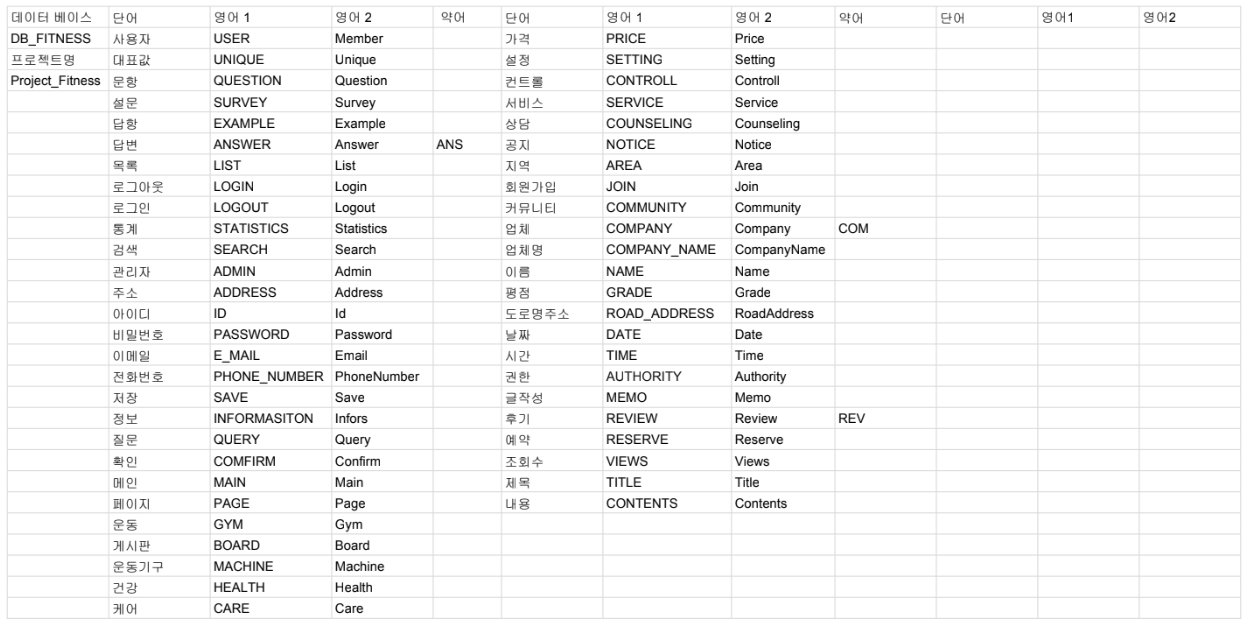 데이터 베이스 단어 영어 1 영어 2 약어 단어 영어 1 영어 2 약어 단어 영어1 영어2
DB_FITNESS 사용자 USER Member 가격 PRICE Price
프로젝트명 대표값 UNIQUE Unique 설정 SETTING Setting
Project_Fitness 문항 QUESTION Question 컨트롤 CONTROLL Controll
설문 SURVEY Survey 서비스 SERVICE Service
답항 EXAMPLE Example 상담 COUNSELING Counseling
답변 ANSWER Answer ANS 공지 NOTICE Notice
목록 LIST List 지역 AREA Area
로그아웃 LOGIN Login 회원가입 JOIN Join
로그인 LOGOUT Logout 커뮤니티 COMMUNITY Community
통계 STATISTICS Statistics 업체 COMPANY Company COM
검색 SEARCH Search 업체명 COMPANY_NAME CompanyName
관리자 ADMIN Admin 이름 NAME Name
주소 ADDRESS Address 평점 GRADE Grade
아이디 ID Id 도로명주소 ROAD_ADDRESS RoadAddress
비밀번호 PASSWORD Password 날짜 DATE Date
이메일 E_MAIL Email 시간 TIME Time
전화번호 PHONE_NUMBER PhoneNumber 권한 AUTHORITY Authority
저장 SAVE Save 글작성 MEMO Memo
정보 INFORMASITON Infors 후기 REVIEW Review REV
질문 QUERY Query 예약 RESERVE Reserve
확인 COMFIRM Confirm 조회수 VIEWS Views
메인 MAIN Main 제목 TITLE Title
페이지 PAGE Page 내용 CONTENTS Contents
운동 GYM Gym
게시판 BOARD Board
운동기구 MACHINE Machine
건강 HEALTH Health
케어 CARE Care